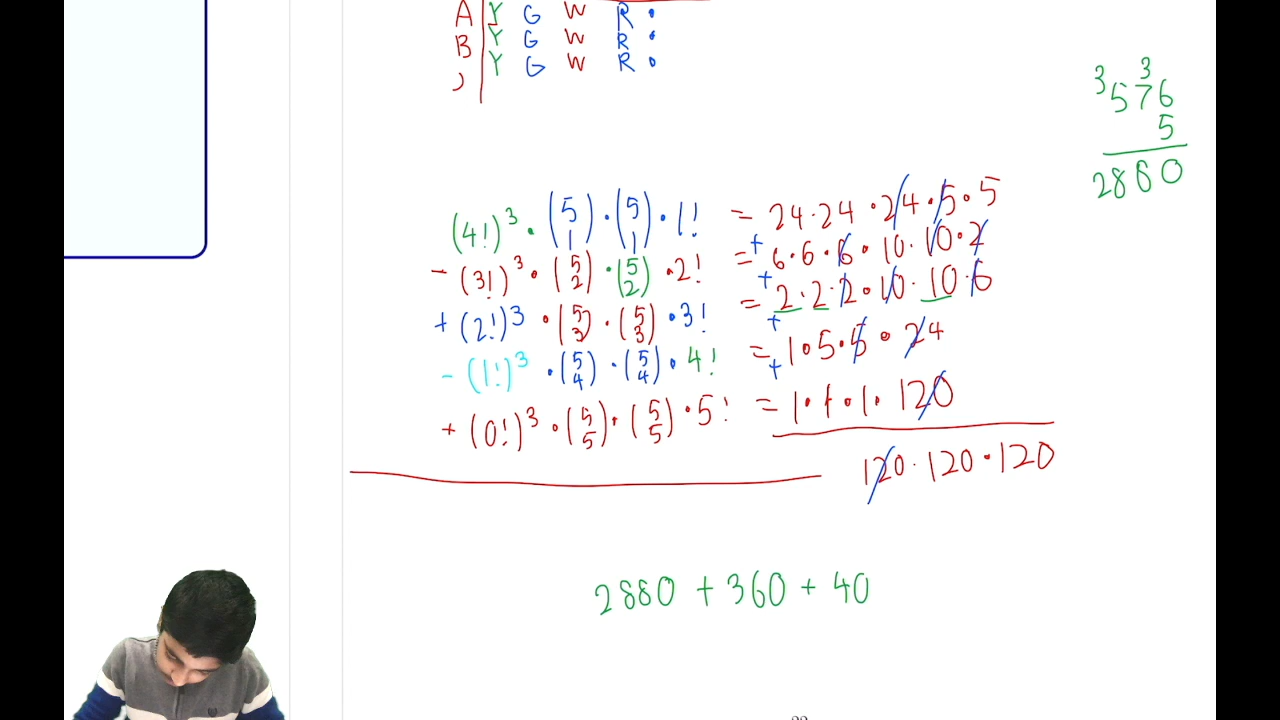 A | Y G W R •
B | Y G W R •
J | Y G W R •
3 3
576
5
2880
(4!)³ · (5 1) · (5 1) · 1! = 24·24·24·5·5
- (3!)³ · (5 2) · (5 2) · 2! = + 6·6·6·10·10·2
+ (2!)³ · (5 3) · (5 3) · 3! = + 2·2·2·10·10·6
- (1!)³ · (5 4) · (5 4) · 4! = + 1·5·5·24
+ (0!)³ · (5 5) · (5 5) · 5! = + 1·1·1·120
120·120·120
2880 + 360 + 40